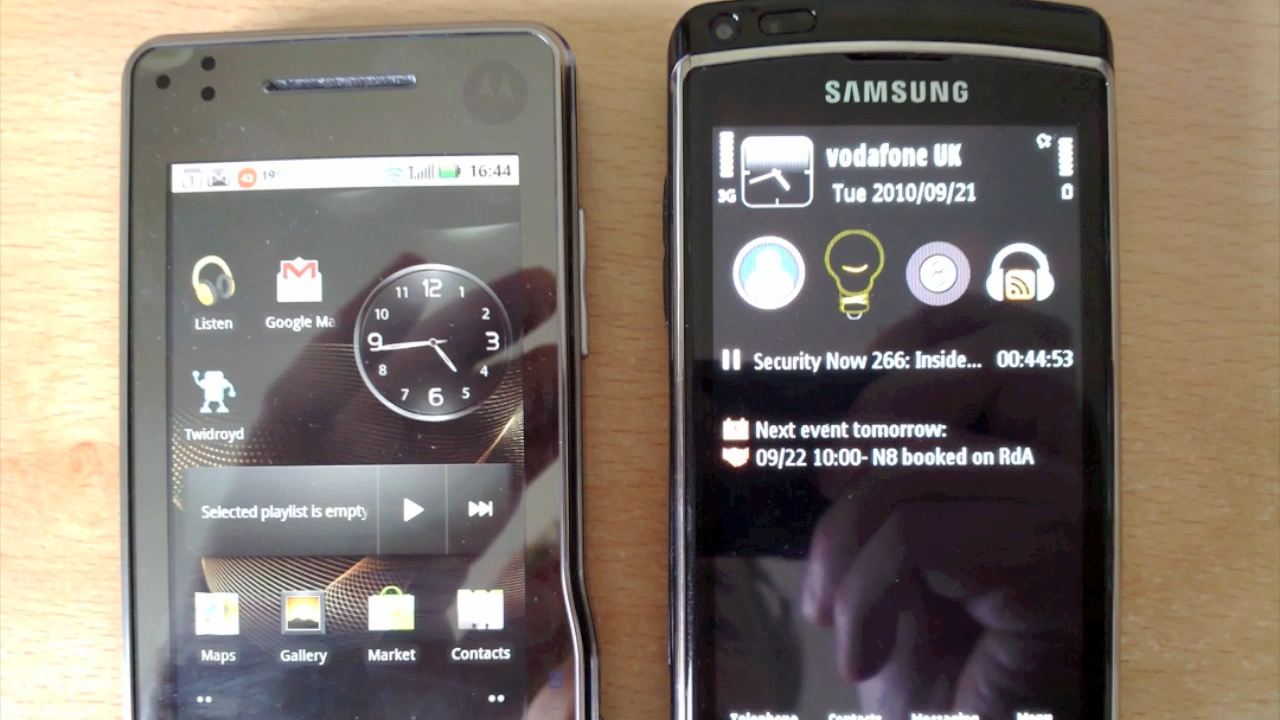 19°
16:44
Listen
Google Ma
12
11
1
10
2
9
3
8
4
7
5
6
Twidroyd
Selected playlist is empty
Maps
Gallery
Market
Contacts
SAMSUNG
vodafone UK
3G
Tue 2010/09/21
Security Now 266: Inside... 00:44:53
Next event tomorrow:
09/22 10:00- N8 booked on RdA